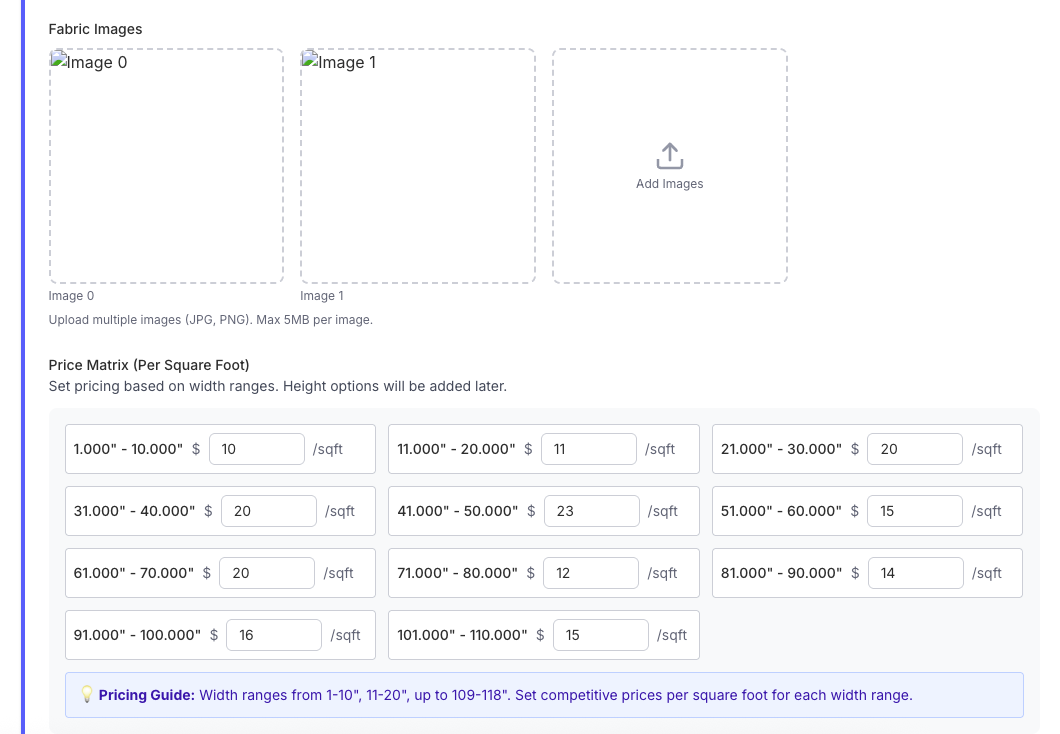 Fabric Images
Image 0
Image 1
Add Images
Image 0
Image 1
Upload multiple images (JPG, PNG). Max 5MB per image.
Price Matrix (Per Square Foot)
Set pricing based on width ranges. Height options will be added later.
1.000" - 10.000" $ 10 /sqft
11.000" - 20.000" $ 11 /sqft
21.000" - 30.000" $ 20 /sqft
31.000" - 40.000" $ 20 /sqft
41.000" - 50.000" $ 23 /sqft
51.000" - 60.000" $ 15 /sqft
61.000" - 70.000" $ 20 /sqft
71.000" - 80.000" $ 12 /sqft
81.000" - 90.000" $ 14 /sqft
91.000" - 100.000" $ 16 /sqft
101.000" - 110.000" $ 15 /sqft
💡 Pricing Guide: Width ranges from 1-10", 11-20", up to 109-118". Set competitive prices per square foot for each width range.